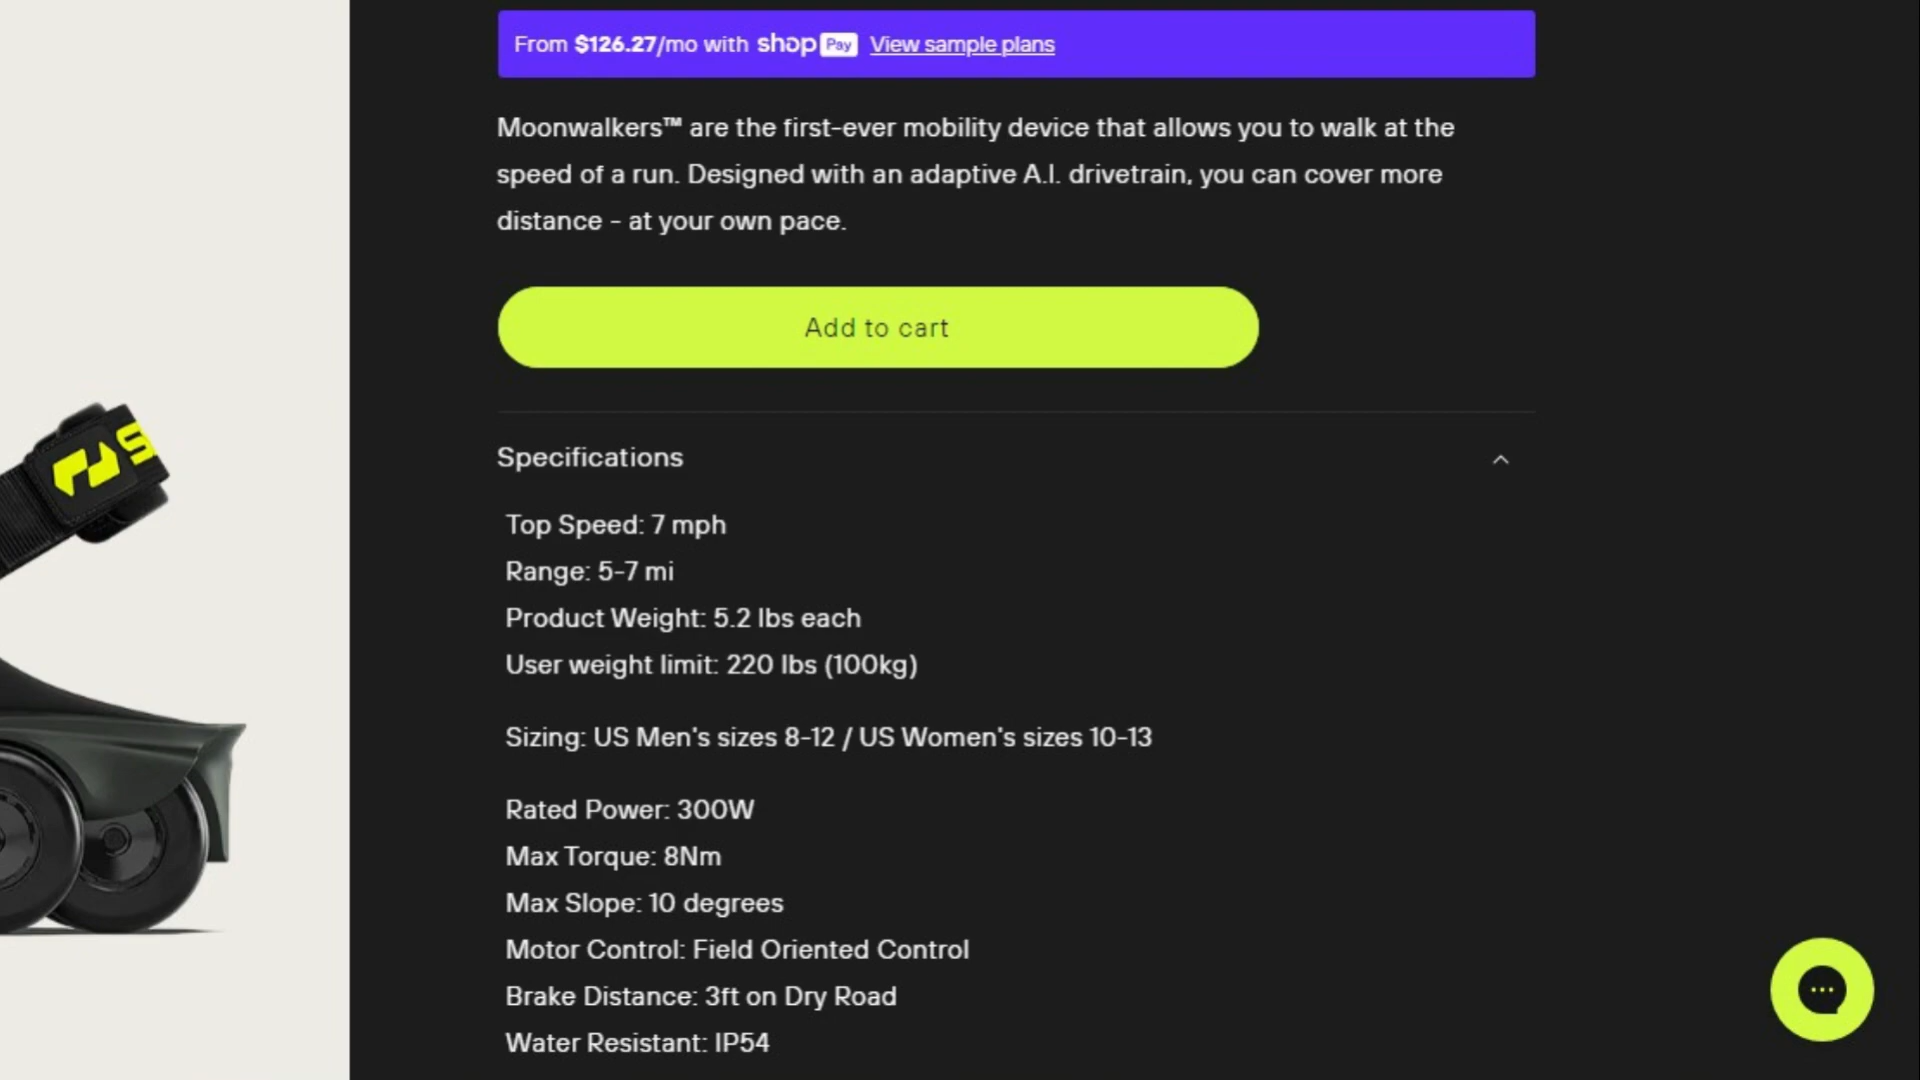 From $126.27/mo with shop Pay View sample plans
Moonwalkers™ are the first-ever mobility device that allows you to walk at the
speed of a run. Designed with an adaptive A.I. drivetrain, you can cover more
distance - at your own pace.
Add to cart
Specifications
Top Speed: 7 mph
Range: 5-7 mi
Product Weight: 5.2 lbs each
User weight limit: 220 lbs (100kg)
Sizing: US Men's sizes 8-12 / US Women's sizes 10-13
Rated Power: 300W
Max Torque: 8Nm
Max Slope: 10 degrees
Motor Control: Field Oriented Control
Brake Distance: 3ft on Dry Road
Water Resistant: IP54